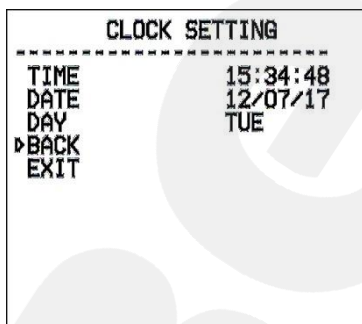 CLOCK SETTING
TIME 15:34:48
DATE 12/07/17
DAY TUE
BACK
EXIT